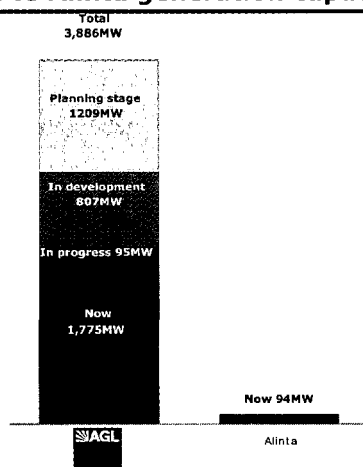 Total
3,886MW
Planning stage
1209MW
In development
807MW
In progress 95MW
Now
1,775MW
Now 94MW
AGL
Alinta